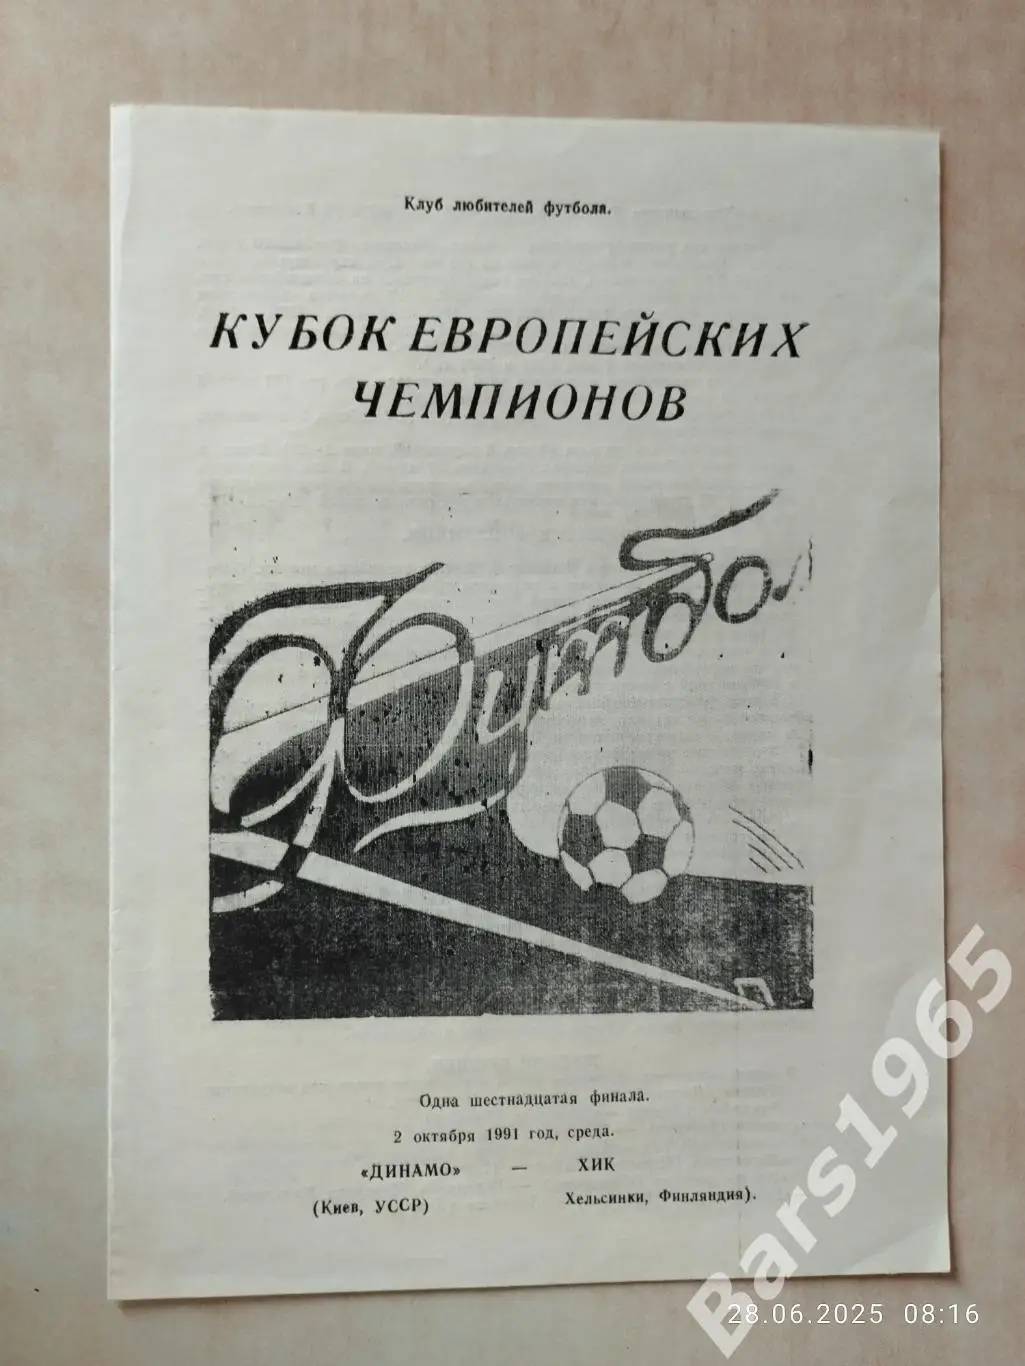 Клуб любителей футбола.
КУБОК ЕВРОПЕЙСКИХ
ЧЕМПИОНОВ
Футбол
Одна шестнадцатая финала.
2 октября 1991 год, среда.
«ДИНАМО» — ХИК
(Киев, УССР) Хельсинки, Финляндия).
Bars1965
28.06.2025 08:16